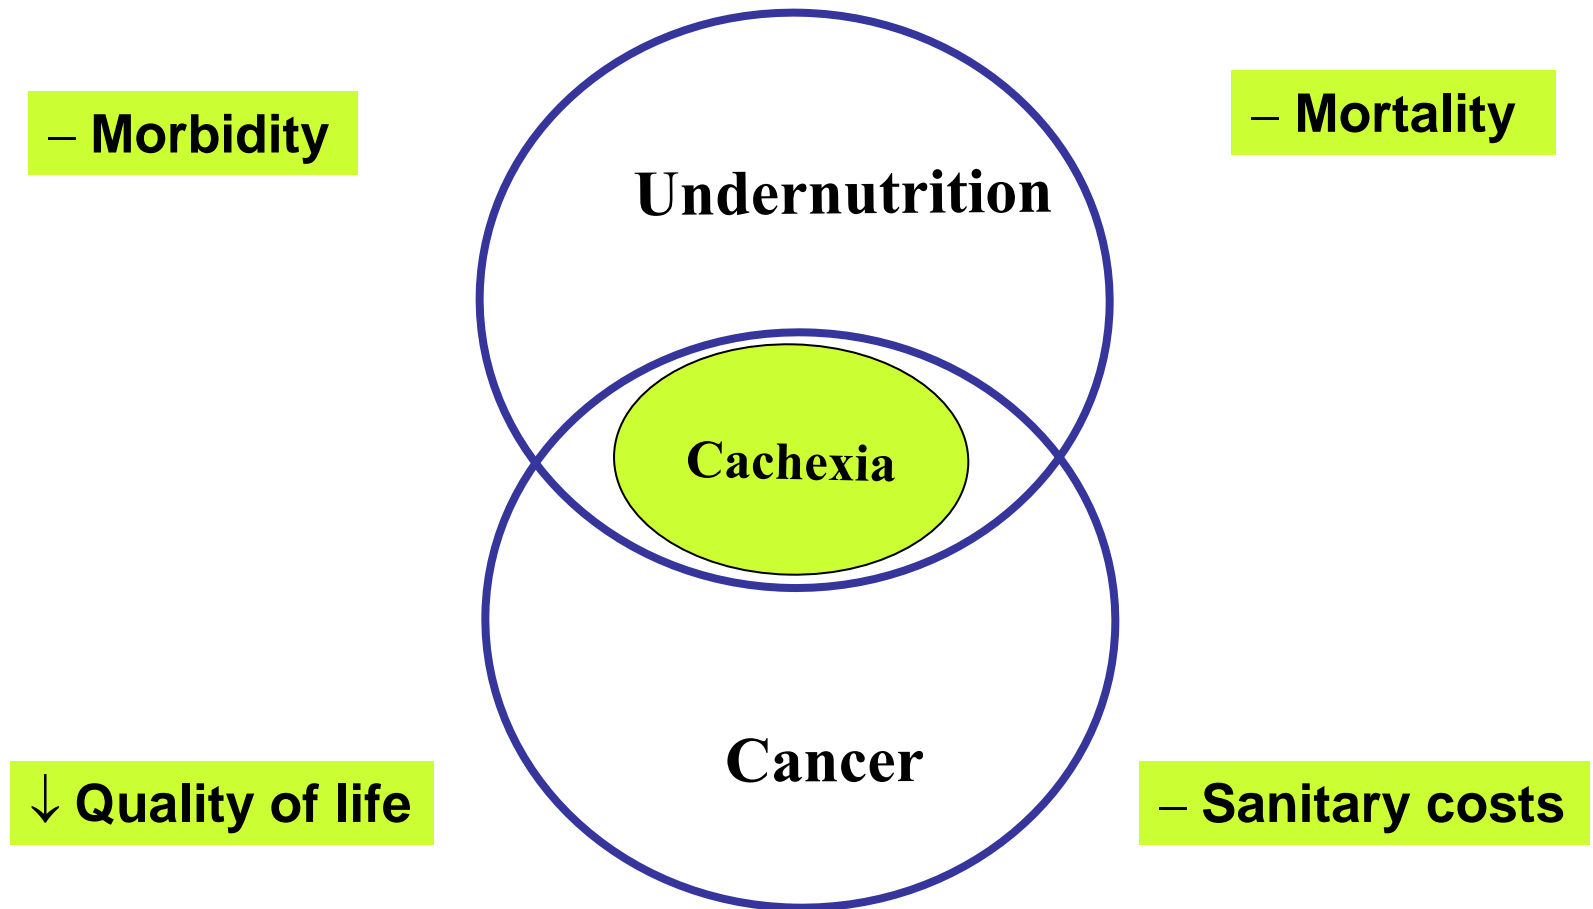 – Morbidity
– Mortality
Undernutrition
Cachexia
Cancer
↓ Quality of life
– Sanitary costs